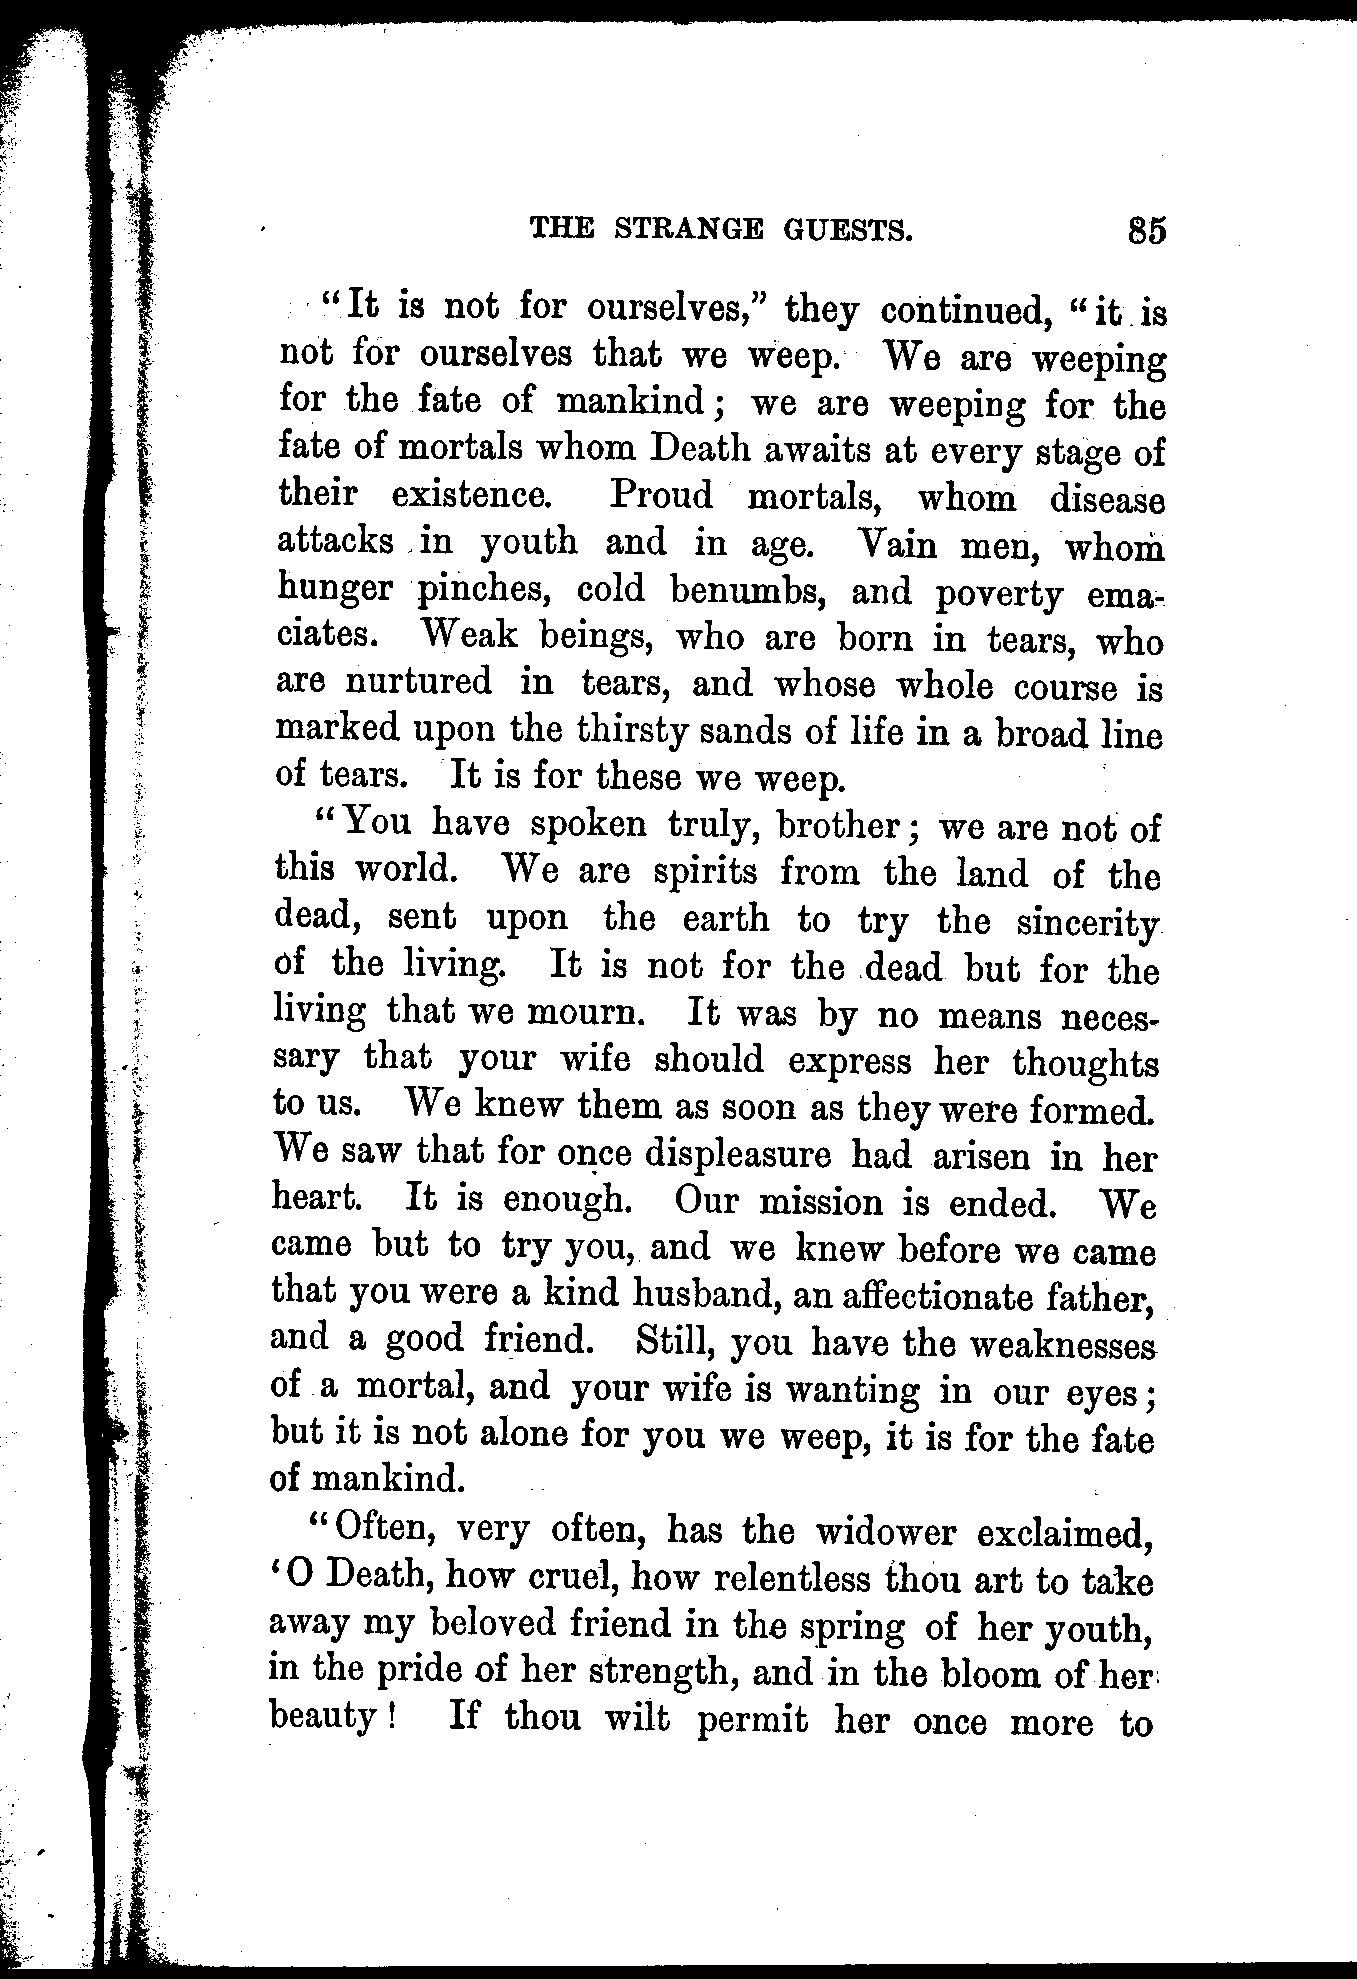 THE STRANGE GUESTS. 85
“It is not for ourselves,” they continued, “it is
not for ourselves that we weep. We are weeping
for the fate of mankind; we are weeping for the
fate of mortals whom Death awaits at every stage of
their existence. Proud mortals, whom disease
attacks in youth and in age. Vain men, whom
hunger pinches, cold benumbs, and poverty ema-
ciates. Weak beings, who are born in tears, who
are nurtured in tears, and whose whole course is
marked upon the thirsty sands of life in a broad line
of tears. It is for these we weep.
“You have spoken truly, brother; we are not of
this world. We are spirits from the land of the
dead, sent upon the earth to try the sincerity
of the living. It is not for the dead but for the
living that we mourn. It was by no means neces-
sary that your wife should express her thoughts
to us. We knew them as soon as they were formed.
We saw that for once displeasure had arisen in her
heart. It is enough. Our mission is ended. We
came but to try you, and we knew before we came
that you were a kind husband, an affectionate father,
and a good friend. Still, you have the weaknesses
of a mortal, and your wife is wanting in our eyes;
but it is not alone for you we weep, it is for the fate
of mankind.
“Often, very often, has the widower exclaimed,
‘O Death, how cruel, how relentless thou art to take
away my beloved friend in the spring of her youth,
in the pride of her strength, and in the bloom of her
beauty! If thou wilt permit her once more to